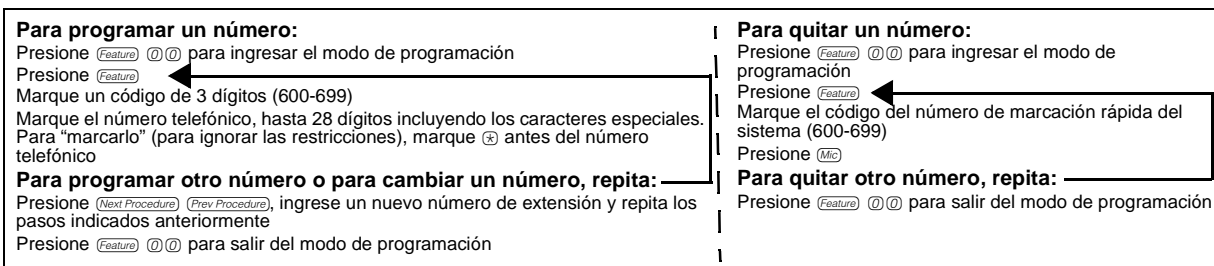 Para programar un número:
Presione Feature 0 0 para ingresar el modo de programación
Presione Feature
Marque un código de 3 dígitos (600-699)
Marque el número telefónico, hasta 28 dígitos incluyendo los caracteres especiales.
Para “marcarlo” (para ignorar las restricciones), marque * antes del número
telefónico
Para programar otro número o para cambiar un número, repita:
Presione Next Procedure Prev Procedure, ingrese un nuevo número de extensión y repita los
pasos indicados anteriormente
Presione Feature 0 0 para salir del modo de programación
Para quitar un número:
Presione Feature 0 0 para ingresar el modo de
programación
Presione Feature
Marque el código del número de marcación rápida del
sistema (600-699)
Presione Mic
Para quitar otro número, repita:
Presione Feature 0 0 para salir del modo de programación